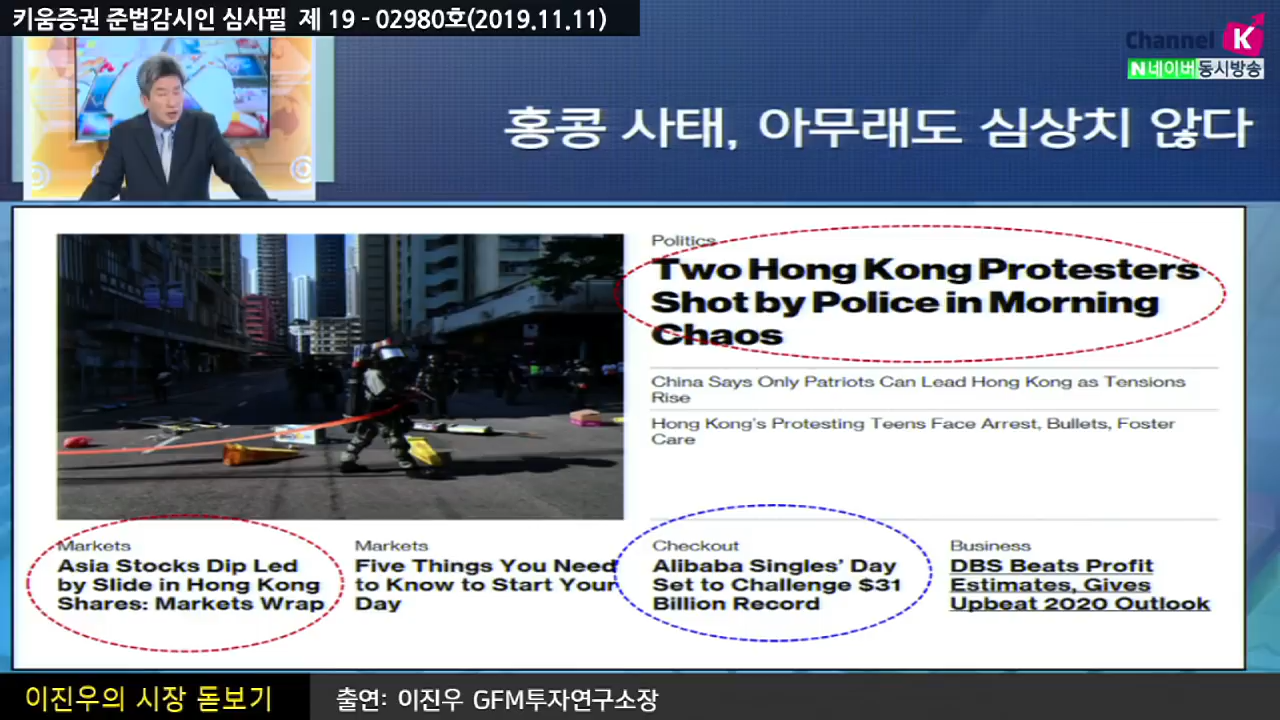 키움증권 준법감시인 심사필 제 19 - 02980호(2019.11.11)
Channel K
N 네이버 동시방송
홍콩 사태, 아무래도 심상치 않다
Politics
Two Hong Kong Protesters
Shot by Police in Morning
Chaos
China Says Only Patriots Can Lead Hong Kong as Tensions
Rise
Hong Kong's Protesting Teens Face Arrest, Bullets, Foster
Care
Markets
Asia Stocks Dip Led
by Slide in Hong Kong
Shares: Markets Wrap
Markets
Five Things You Need
to Know to Start Your
Day
Checkout
Alibaba Singles' Day
Set to Challenge $31
Billion Record
Business
DBS Beats Profit
Estimates, Gives
Upbeat 2020 Outlook
이진우의 시장 돋보기
출연: 이진우 GFM투자연구소장